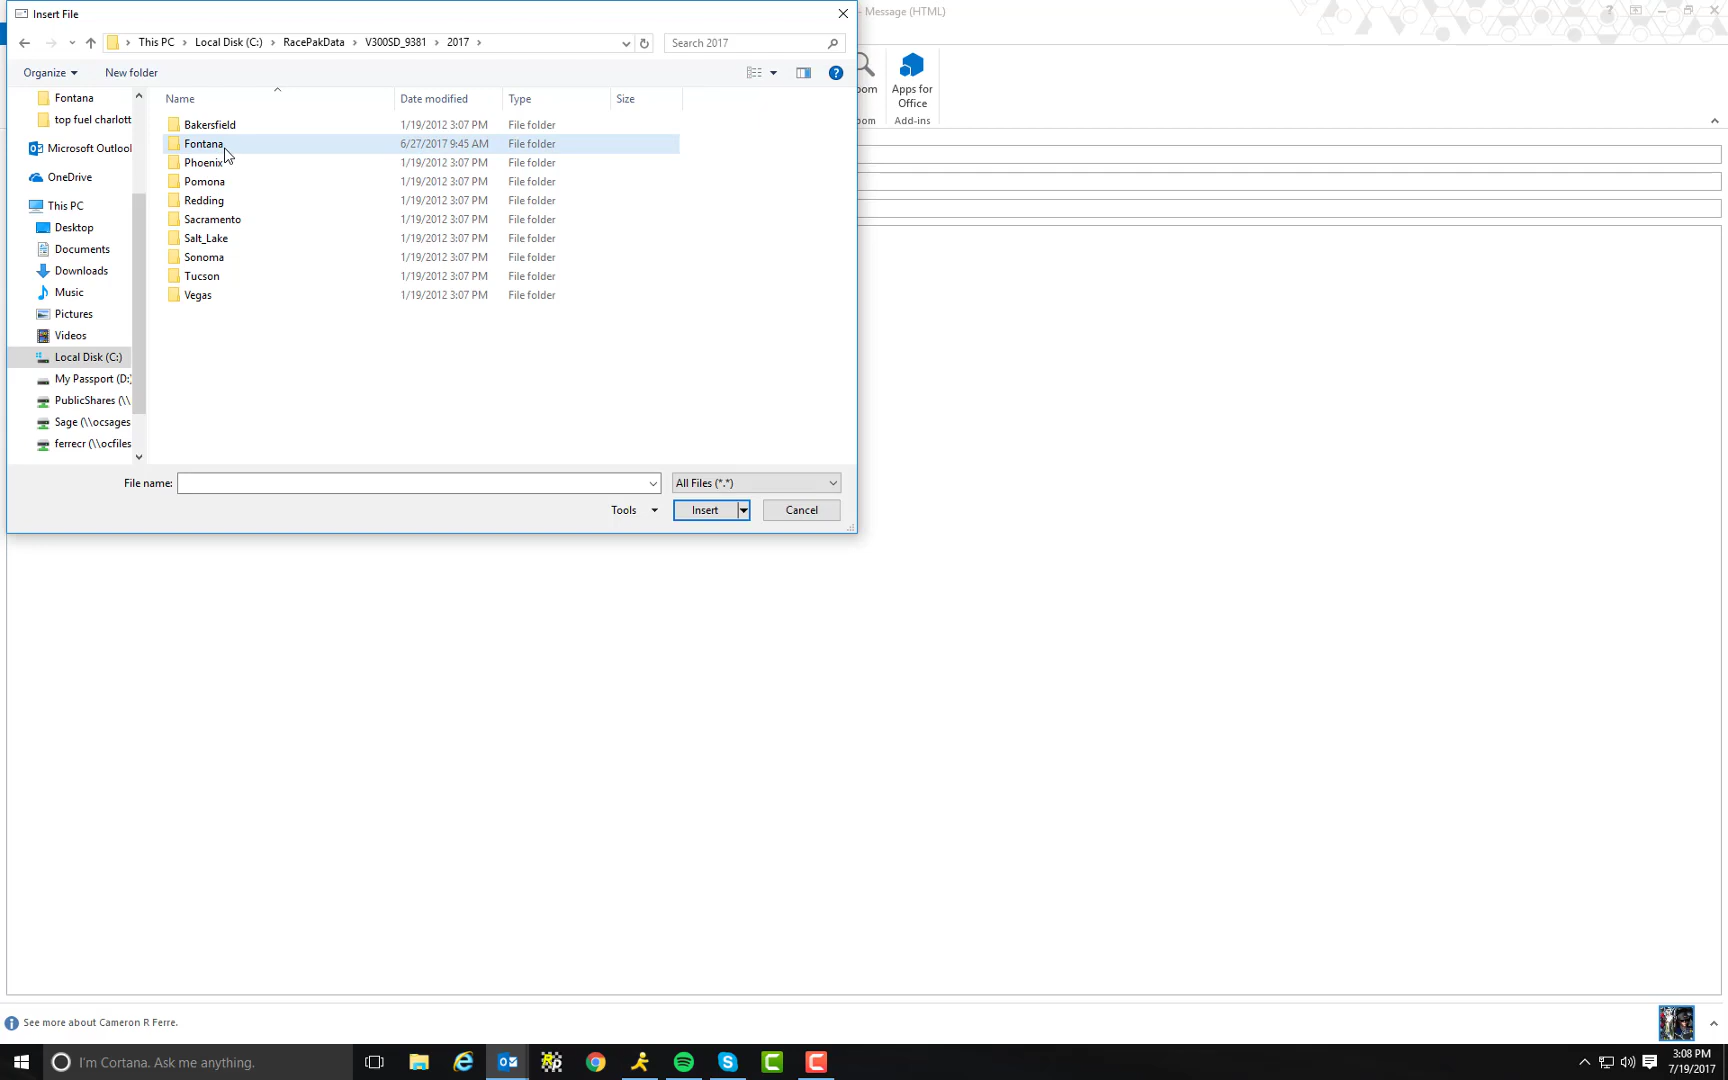 Insert File
- Message (HTML)
This PC > Local Disk (C:) > RacePakData > V300SD_9381 > 2017 >
Search 2017
Organize
New folder
Name Date modified Type Size
Fontana
top fuel charlott
Microsoft Outlool
OneDrive
This PC
Desktop
Documents
Downloads
Music
Pictures
Videos
Local Disk (C:)
My Passport (D:)
PublicShares (\\
Sage (\\ocsages
ferrecr (\\ocfiles
Bakersfield 1/19/2012 3:07 PM File folder
Fontana 6/27/2017 9:45 AM File folder
Phoenix 1/19/2012 3:07 PM File folder
Pomona 1/19/2012 3:07 PM File folder
Redding 1/19/2012 3:07 PM File folder
Sacramento 1/19/2012 3:07 PM File folder
Salt_Lake 1/19/2012 3:07 PM File folder
Sonoma 1/19/2012 3:07 PM File folder
Tucson 1/19/2012 3:07 PM File folder
Vegas 1/19/2012 3:07 PM File folder
File name:
All Files (*.*)
Tools
Insert
Cancel
oom
Apps for
Office
oom
Add-ins
See more about Cameron R Ferre.
I'm Cortana. Ask me anything.
3:08 PM
7/19/2017